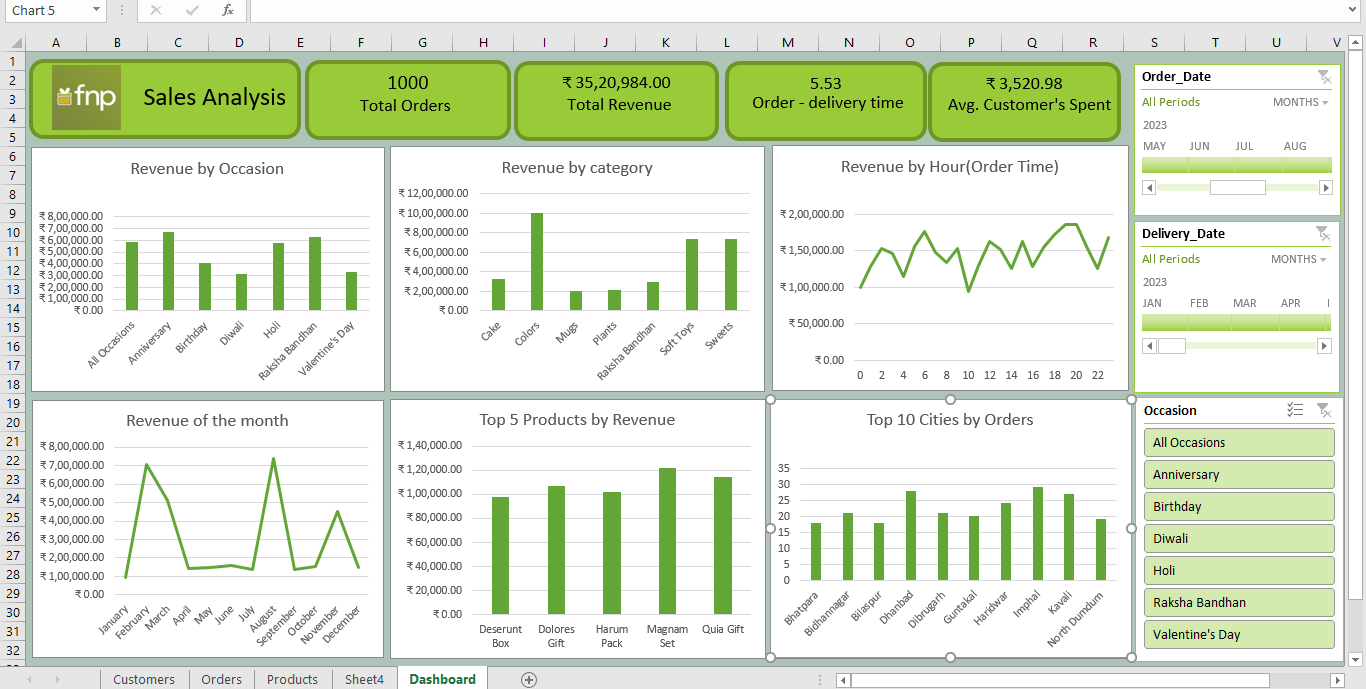 Chart 5
fx
A B C D E F G H I J K L M N O P Q R S T U V
1
2
3
4
5
6
7
8
9
10
11
12
13
14
15
16
17
18
19
20
21
22
23
24
25
26
27
28
29
30
31
32
fnp
Sales Analysis
1000
Total Orders
₹ 35,20,984.00
Total Revenue
5.53
Order - delivery time
₹ 3,520.98
Avg. Customer's Spent
Order_Date
All Periods
MONTHS
2023
MAY JUN JUL AUG
Revenue by Occasion
₹ 8,00,000.00
₹ 7,00,000.00
₹ 6,00,000.00
₹ 5,00,000.00
₹ 4,00,000.00
₹ 3,00,000.00
₹ 2,00,000.00
₹ 1,00,000.00
₹ 0.00
All Occasions
Anniversary
Birthday
Diwali
Holi
Raksha Bandhan
Valentine's Day
Revenue by category
₹ 12,00,000.00
₹ 10,00,000.00
₹ 8,00,000.00
₹ 6,00,000.00
₹ 4,00,000.00
₹ 2,00,000.00
₹ 0.00
Cake
Colors
Mugs
Plants
Raksha Bandhan
Soft Toys
Sweets
Revenue by Hour(Order Time)
₹ 2,00,000.00
₹ 1,50,000.00
₹ 1,00,000.00
₹ 50,000.00
₹ 0.00
0 2 4 6 8 10 12 14 16 18 20 22
Delivery_Date
All Periods
MONTHS
2023
JAN FEB MAR APR
Revenue of the month
₹ 8,00,000.00
₹ 7,00,000.00
₹ 6,00,000.00
₹ 5,00,000.00
₹ 4,00,000.00
₹ 3,00,000.00
₹ 2,00,000.00
₹ 1,00,000.00
₹ 0.00
January
February
March
April
May
June
July
August
September
October
November
December
Top 5 Products by Revenue
₹ 1,40,000.00
₹ 1,20,000.00
₹ 1,00,000.00
₹ 80,000.00
₹ 60,000.00
₹ 40,000.00
₹ 20,000.00
₹ 0.00
Deserunt
Box
Dolores
Gift
Harum
Pack
Magnam
Set
Quia Gift
Top 10 Cities by Orders
35
30
25
20
15
10
5
0
Bhatpara
Bidhannagar
Bilaspur
Dhanbad
Dibrugarh
Guntakal
Haridwar
Imphal
Kavali
North Dumdum
Occasion
All Occasions
Anniversary
Birthday
Diwali
Holi
Raksha Bandhan
Valentine's Day
Customers Orders Products Sheet4 Dashboard